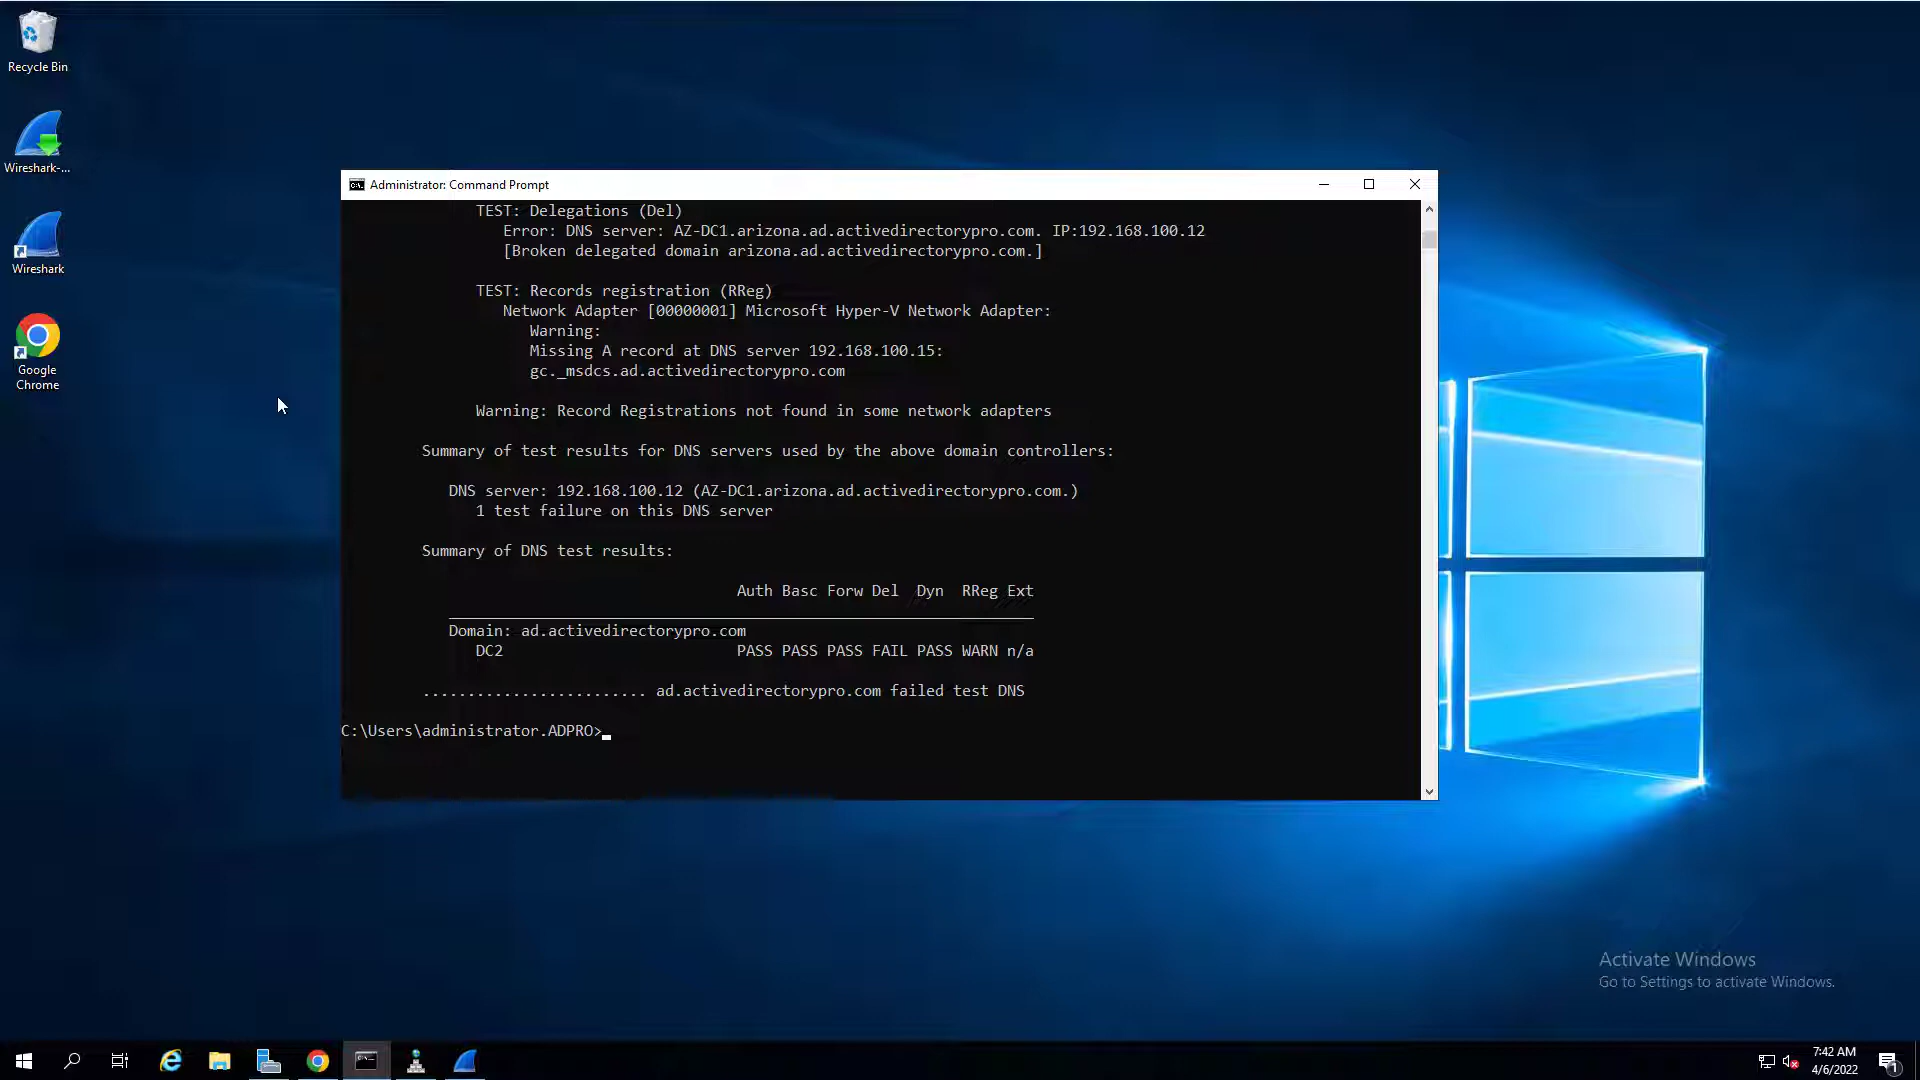 Recycle Bin
Wireshark-...
Wireshark
Google
Chrome
Administrator: Command Prompt
TEST: Delegations (Del)
Error: DNS server: AZ-DC1.arizona.ad.activedirectorypro.com. IP:192.168.100.12
[Broken delegated domain arizona.ad.activedirectorypro.com.]
TEST: Records registration (RReg)
Network Adapter [00000001] Microsoft Hyper-V Network Adapter:
Warning:
Missing A record at DNS server 192.168.100.15:
gc._msdcs.ad.activedirectorypro.com
Warning: Record Registrations not found in some network adapters
Summary of test results for DNS servers used by the above domain controllers:
DNS server: 192.168.100.12 (AZ-DC1.arizona.ad.activedirectorypro.com.)
1 test failure on this DNS server
Summary of DNS test results:
Auth Basc Forw Del Dyn RReg Ext
Domain: ad.activedirectorypro.com
DC2 PASS PASS PASS FAIL PASS WARN n/a
......................... ad.activedirectorypro.com failed test DNS
C:\Users\administrator.ADPRO>
Activate Windows
Go to Settings to activate Windows.
7:42 AM
4/6/2022
1